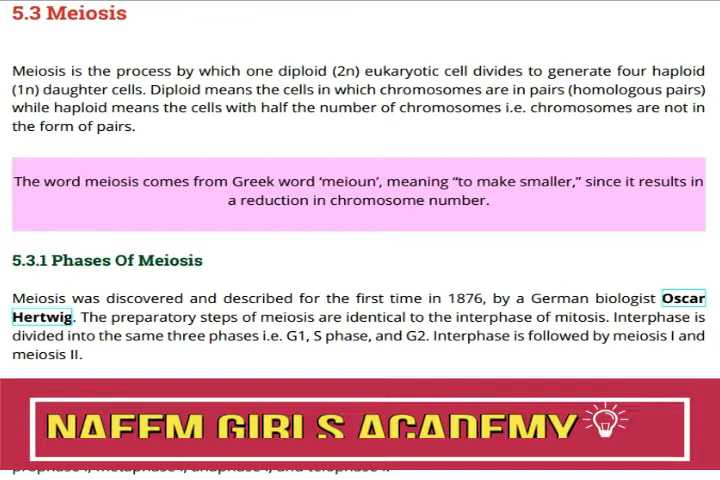 5.3 Meiosis
Meiosis is the process by which one diploid (2n) eukaryotic cell divides to generate four haploid
(1n) daughter cells. Diploid means the cells in which chromosomes are in pairs (homologous pairs)
while haploid means the cells with half the number of chromosomes i.e. chromosomes are not in
the form of pairs.
The word meiosis comes from Greek word ‘meioun’, meaning “to make smaller,” since it results in
a reduction in chromosome number.
5.3.1 Phases Of Meiosis
Meiosis was discovered and described for the first time in 1876, by a German biologist Oscar
Hertwig. The preparatory steps of meiosis are identical to the interphase of mitosis. Interphase is
divided into the same three phases i.e. G1, S phase, and G2. Interphase is followed by meiosis I and
meiosis II.
NAEEM GIRLS ACADEMY